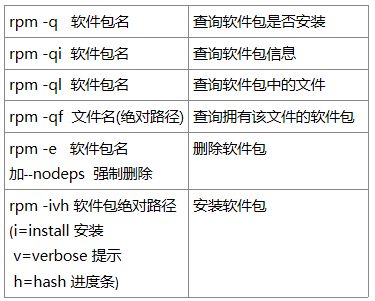 rpm -q 软件包名 查询软件包是否安装
rpm -qi 软件包名 查询软件包信息
rpm -ql 软件包名 查询软件包中的文件
rpm -qf 文件名(绝对路径) 查询拥有该文件的软件包
rpm -e 软件包名 删除软件包
加--nodeps 强制删除
rpm -ivh 软件包绝对路径 安装软件包
(i=install 安装
v=verbose 提示
h=hash 进度条)